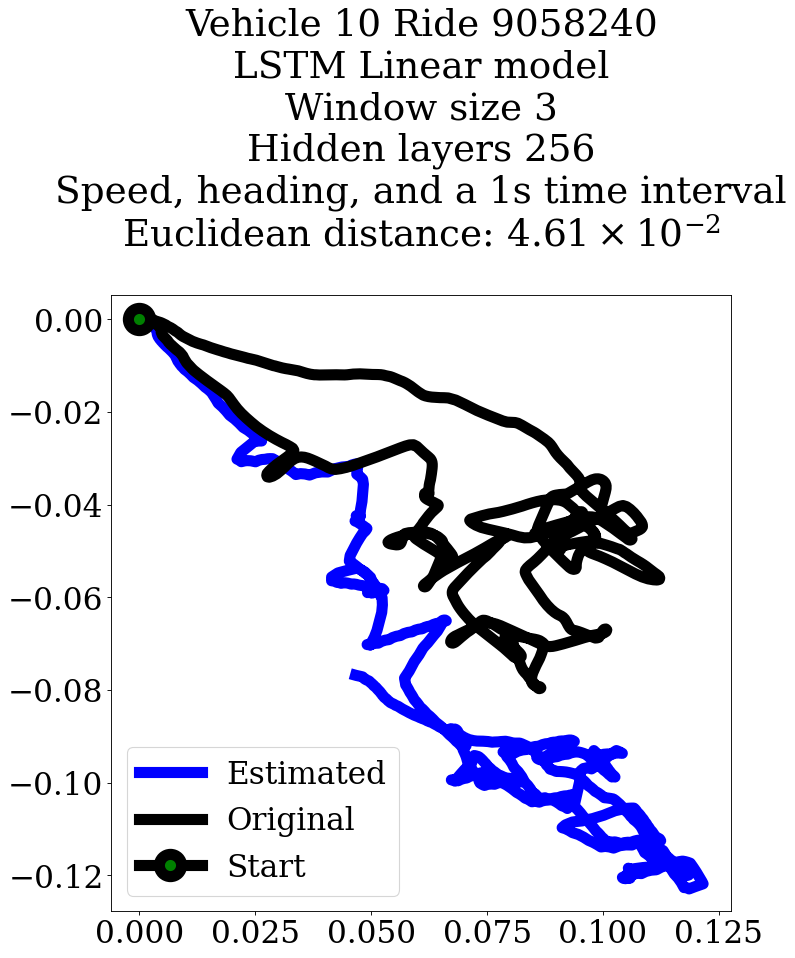 Vehicle 10 Ride 9058240
LSTM Linear model
Window size 3
Hidden layers 256
Speed, heading, and a 1s time interval
Euclidean distance: 4.61 × 10⁻²
0.00
−0.02
−0.04
−0.06
−0.08
−0.10
−0.12
Estimated
Original
Start
0.000 0.025 0.050 0.075 0.100 0.125